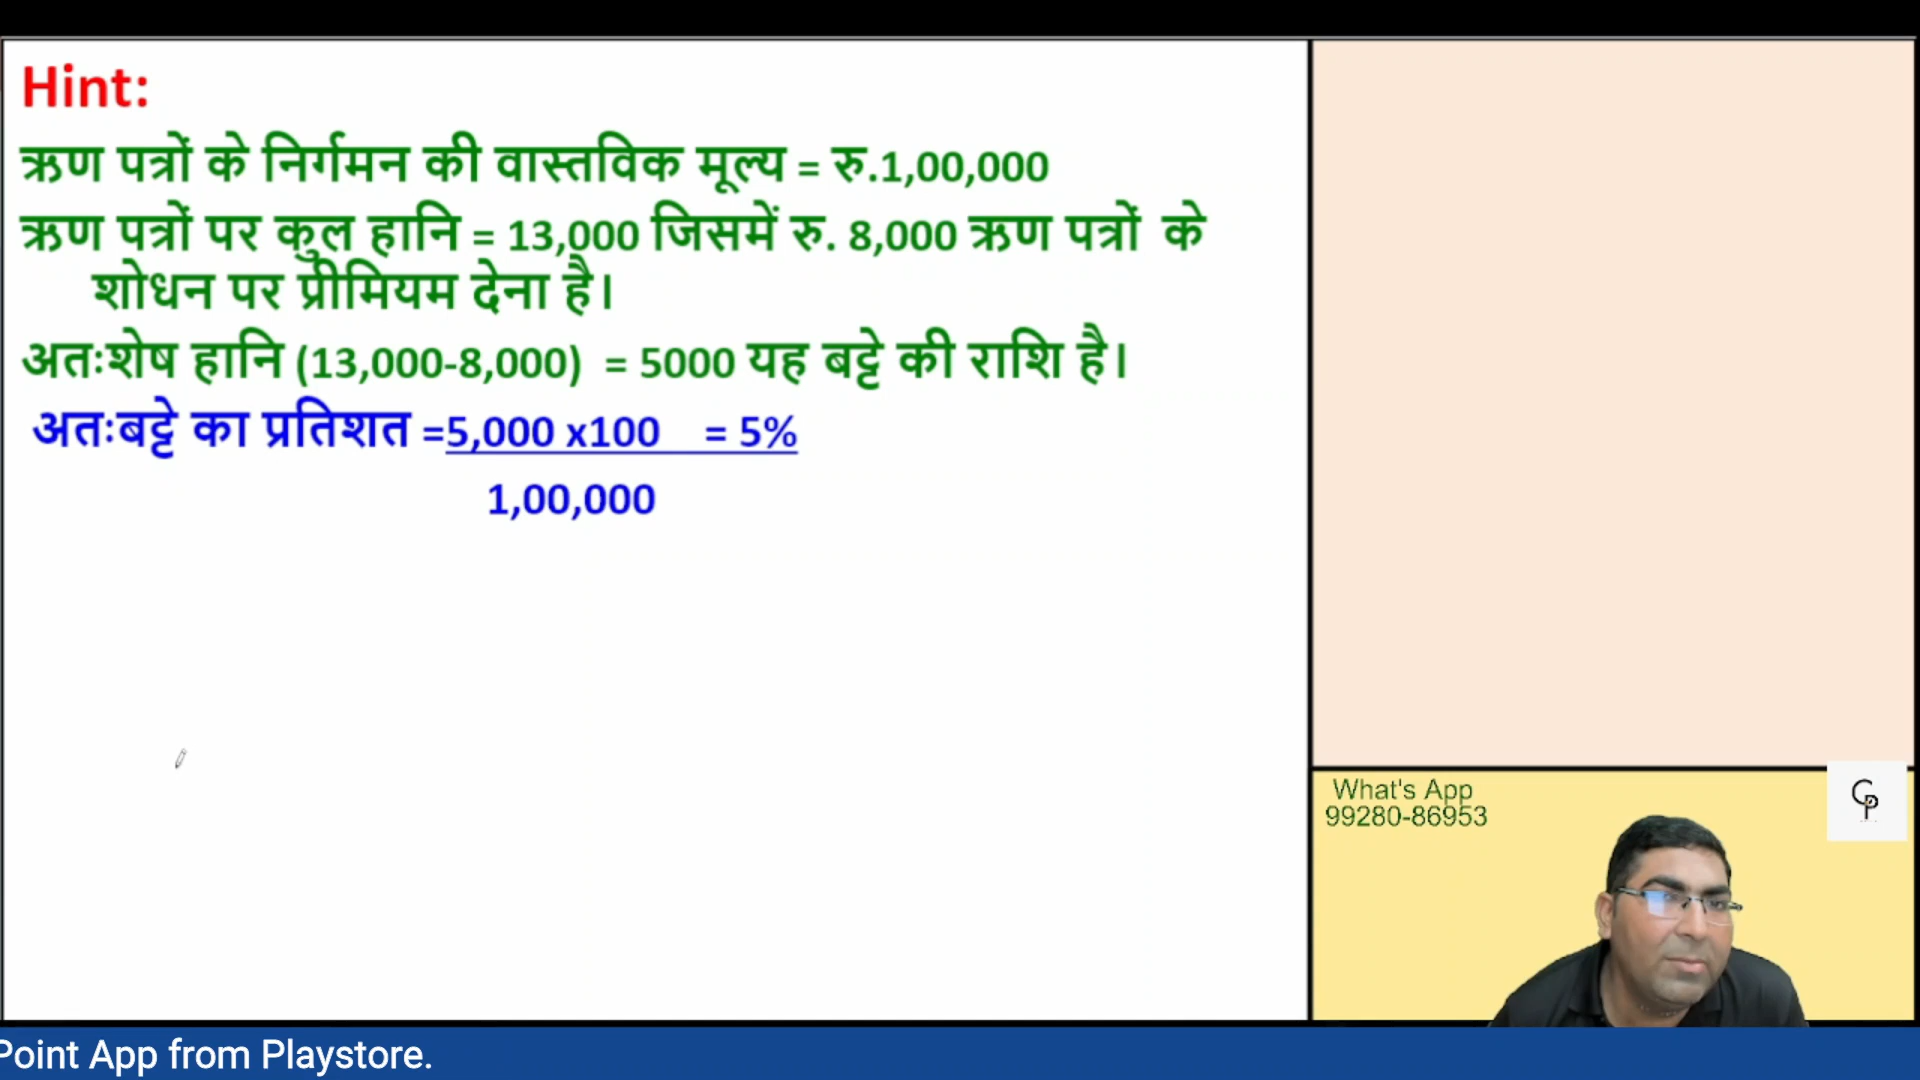 Hint:
ऋण पत्रों के निर्गमन की वास्तविक मूल्य = रु.1,00,000
ऋण पत्रों पर कुल हानि = 13,000 जिसमें रु. 8,000 ऋण पत्रों के
शोधन पर प्रीमियम देना है।
अतःशेष हानि (13,000-8,000) = 5000 यह बट्टे की राशि है।
अतःबट्टे का प्रतिशत =5,000 x100 = 5%
1,00,000
What's App
99280-86953
CP
Point App from Playstore.